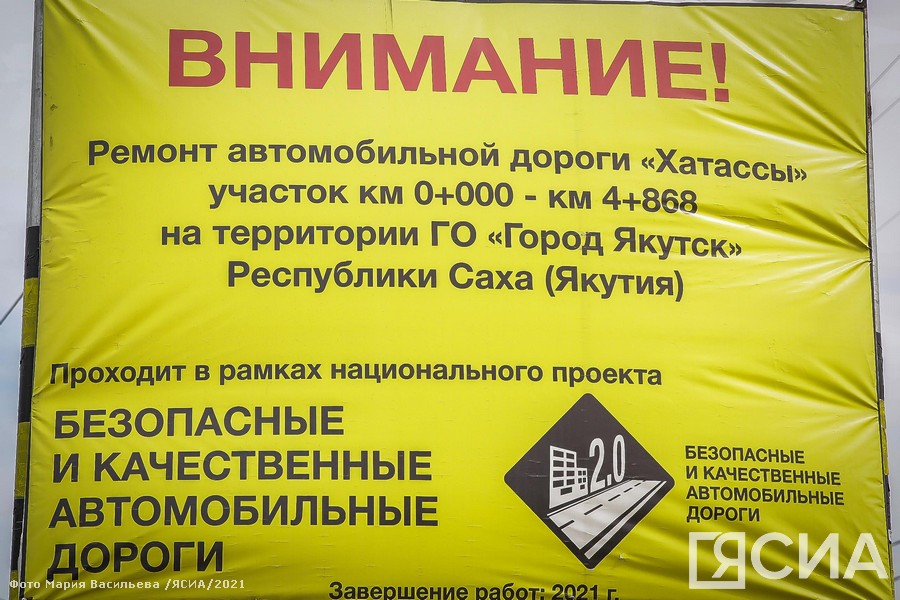 ВНИМАНИЕ!
Ремонт автомобильной дороги «Хатассы»
участок км 0+000 - км 4+868
на территории ГО «Город Якутск»
Республики Саха (Якутия)
Проходит в рамках национального проекта
БЕЗОПАСНЫЕ
И КАЧЕСТВЕННЫЕ
АВТОМОБИЛЬНЫЕ
ДОРОГИ
2.0
БЕЗОПАСНЫЕ
И КАЧЕСТВЕННЫЕ
АВТОМОБИЛЬНЫЕ
ДОРОГИ
Завершение работ: 2021 г.
Фото Мария Васильева /ЯСИА/2021
ЯСИА